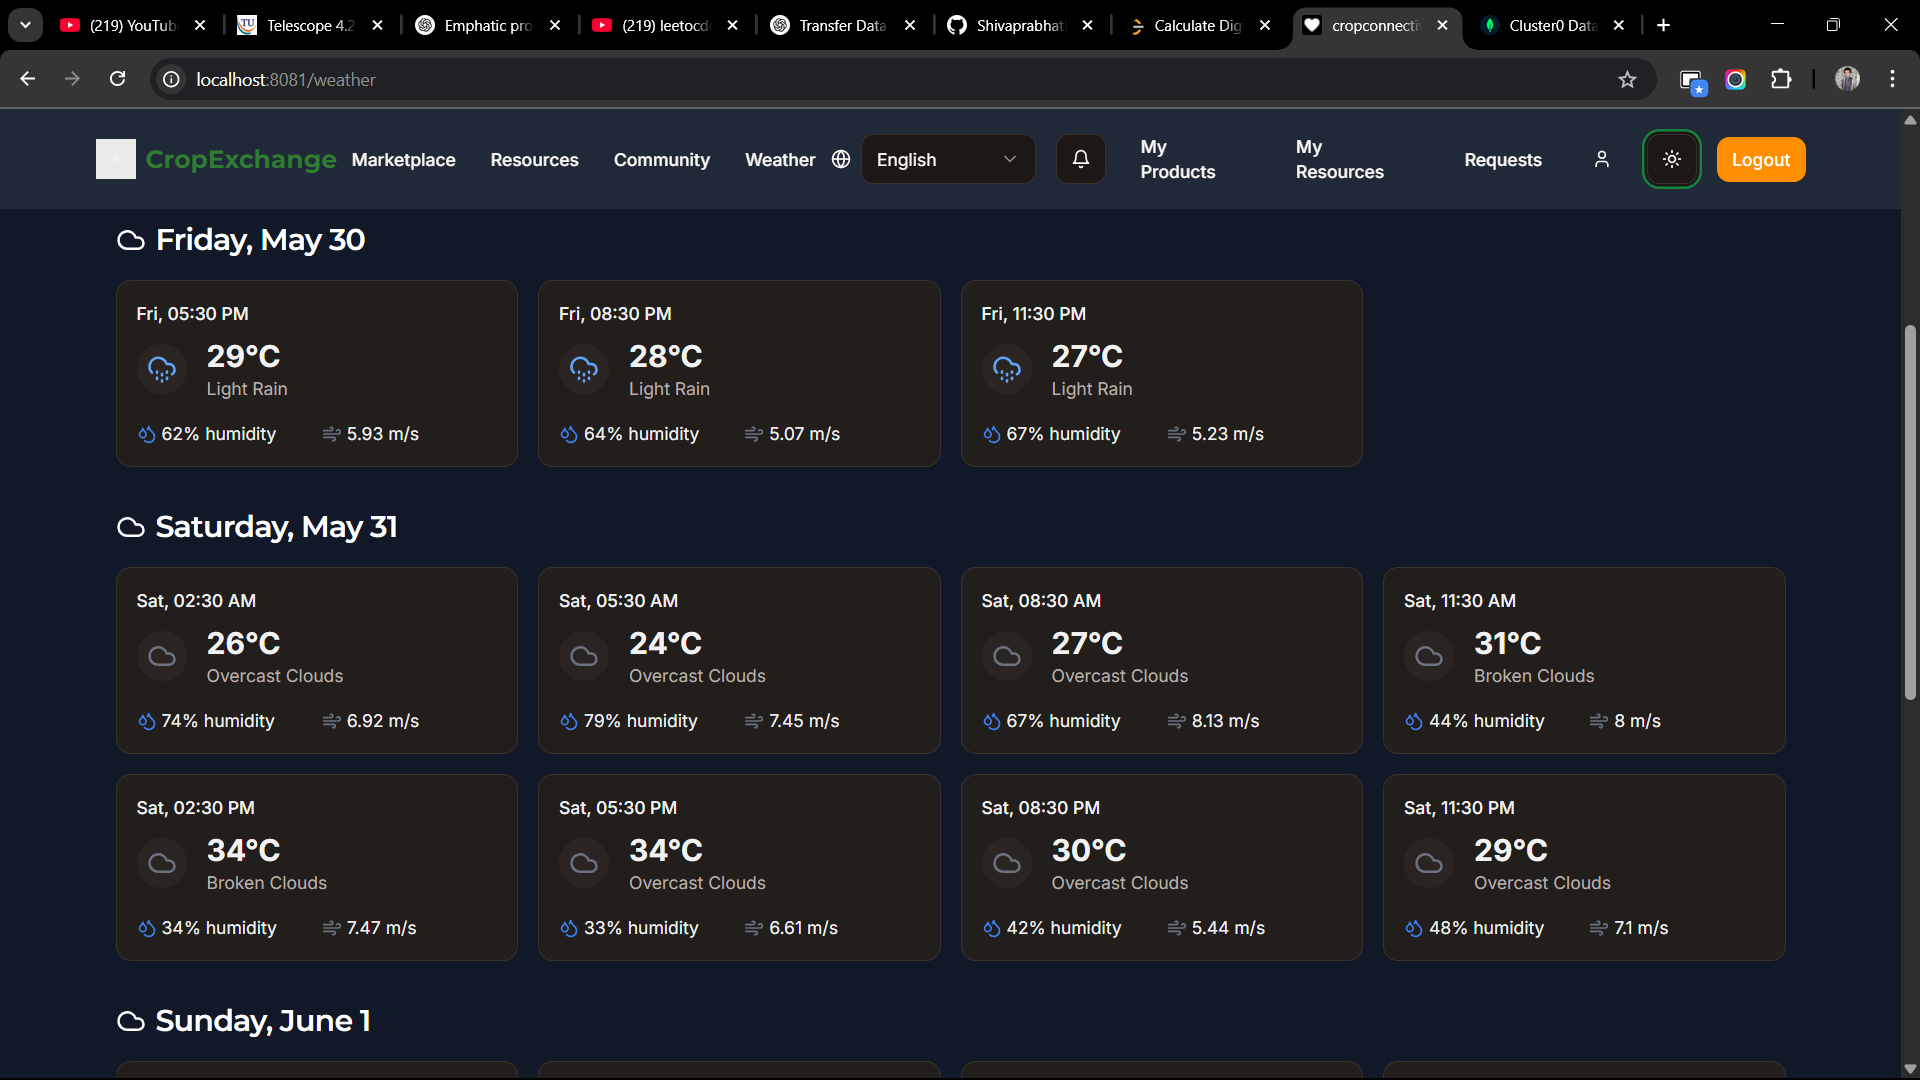 (219) YouTub
Telescope 4.2
Emphatic pro
(219) leetcod
Transfer Data
Shivaprabhat
Calculate Dig
cropconnecti
Cluster0 Data
localhost:8081/weather
CropExchange
Marketplace
Resources
Community
Weather
English
My
Products
My
Resources
Requests
Logout
Friday, May 30
Fri, 05:30 PM
29°C
Light Rain
62% humidity
5.93 m/s
Fri, 08:30 PM
28°C
Light Rain
64% humidity
5.07 m/s
Fri, 11:30 PM
27°C
Light Rain
67% humidity
5.23 m/s
Saturday, May 31
Sat, 02:30 AM
26°C
Overcast Clouds
74% humidity
6.92 m/s
Sat, 05:30 AM
24°C
Overcast Clouds
79% humidity
7.45 m/s
Sat, 08:30 AM
27°C
Overcast Clouds
67% humidity
8.13 m/s
Sat, 11:30 AM
31°C
Broken Clouds
44% humidity
8 m/s
Sat, 02:30 PM
34°C
Broken Clouds
34% humidity
7.47 m/s
Sat, 05:30 PM
34°C
Overcast Clouds
33% humidity
6.61 m/s
Sat, 08:30 PM
30°C
Overcast Clouds
42% humidity
5.44 m/s
Sat, 11:30 PM
29°C
Overcast Clouds
48% humidity
7.1 m/s
Sunday, June 1